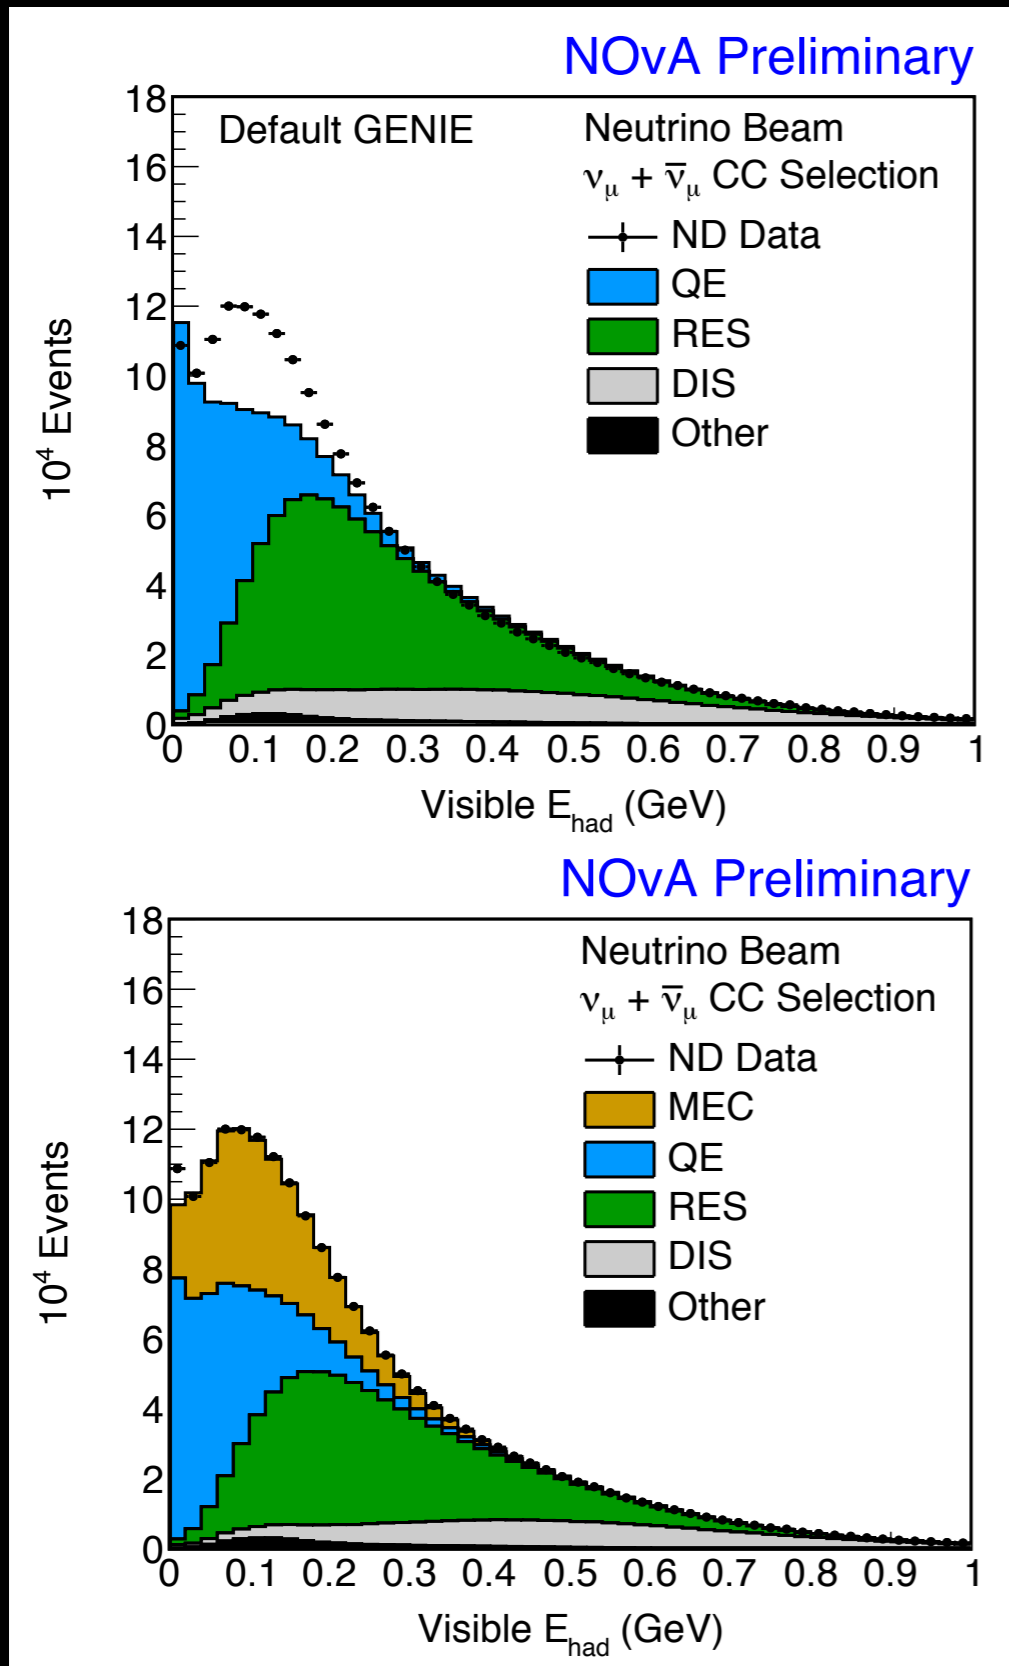 NOvA Preliminary
Default GENIE
Neutrino Beam
νμ + ν̄μ CC Selection
ND Data
QE
RES
DIS
Other
18
16
14
12
10
8
6
4
2
0
10⁴ Events
0 0.1 0.2 0.3 0.4 0.5 0.6 0.7 0.8 0.9 1
Visible E_had (GeV)
NOvA Preliminary
Neutrino Beam
νμ + ν̄μ CC Selection
ND Data
MEC
QE
RES
DIS
Other
18
16
14
12
10
8
6
4
2
0
10⁴ Events
0 0.1 0.2 0.3 0.4 0.5 0.6 0.7 0.8 0.9 1
Visible E_had (GeV)